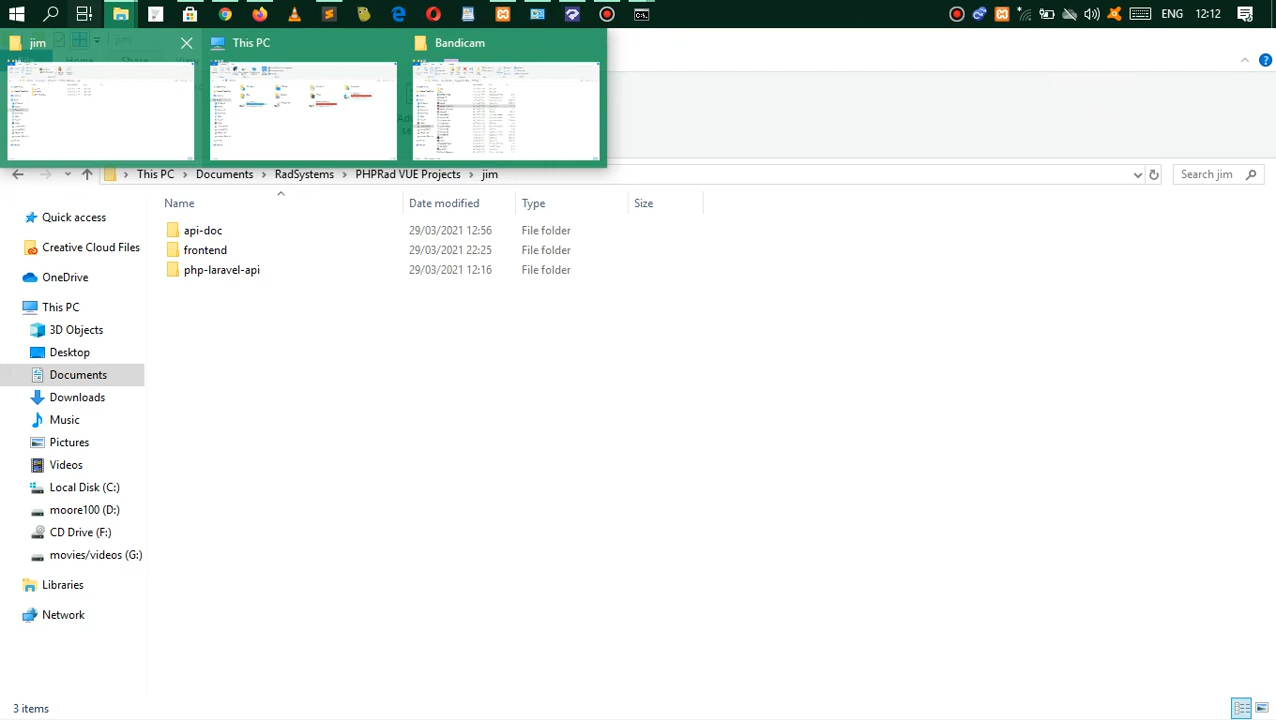 ENG
23:12
jim
This PC
Bandicam
This PC
Documents
RadSystems
PHPRad VUE Projects
jim
Search jim
Name
Date modified
Type
Size
api-doc
29/03/2021 12:56
File folder
frontend
29/03/2021 22:25
File folder
php-laravel-api
29/03/2021 12:16
File folder
Quick access
Creative Cloud Files
OneDrive
This PC
3D Objects
Desktop
Documents
Downloads
Music
Pictures
Videos
Local Disk (C:)
moore100 (D:)
CD Drive (F:)
movies/videos (G:)
Libraries
Network
3 items